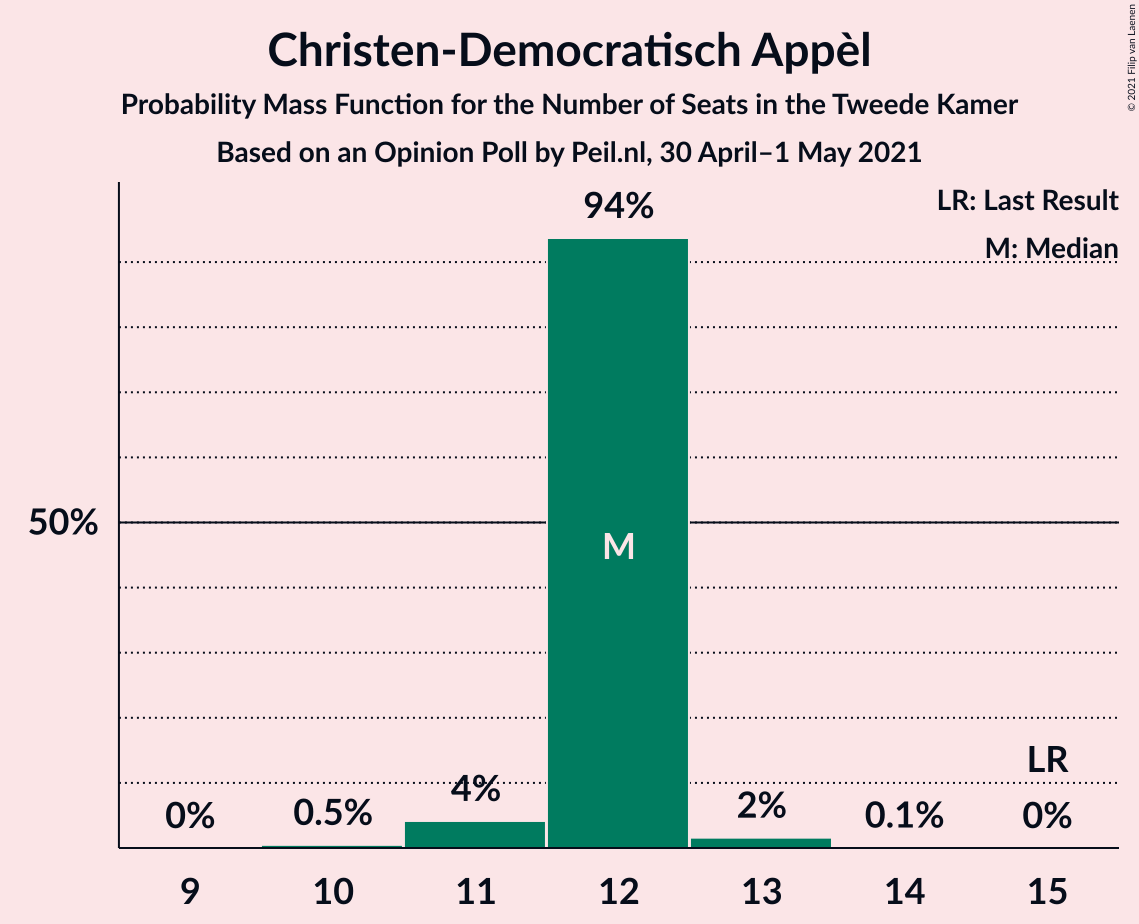 © 2021 Filip van Laenen
Christen-Democratisch Appèl
Probability Mass Function for the Number of Seats in the Tweede Kamer
Based on an Opinion Poll by Peil.nl, 30 April–1 May 2021
LR: Last Result
M: Median
94%
50%
M
LR
0%
0.5%
4%
2%
0.1%
0%
9 10 11 12 13 14 15